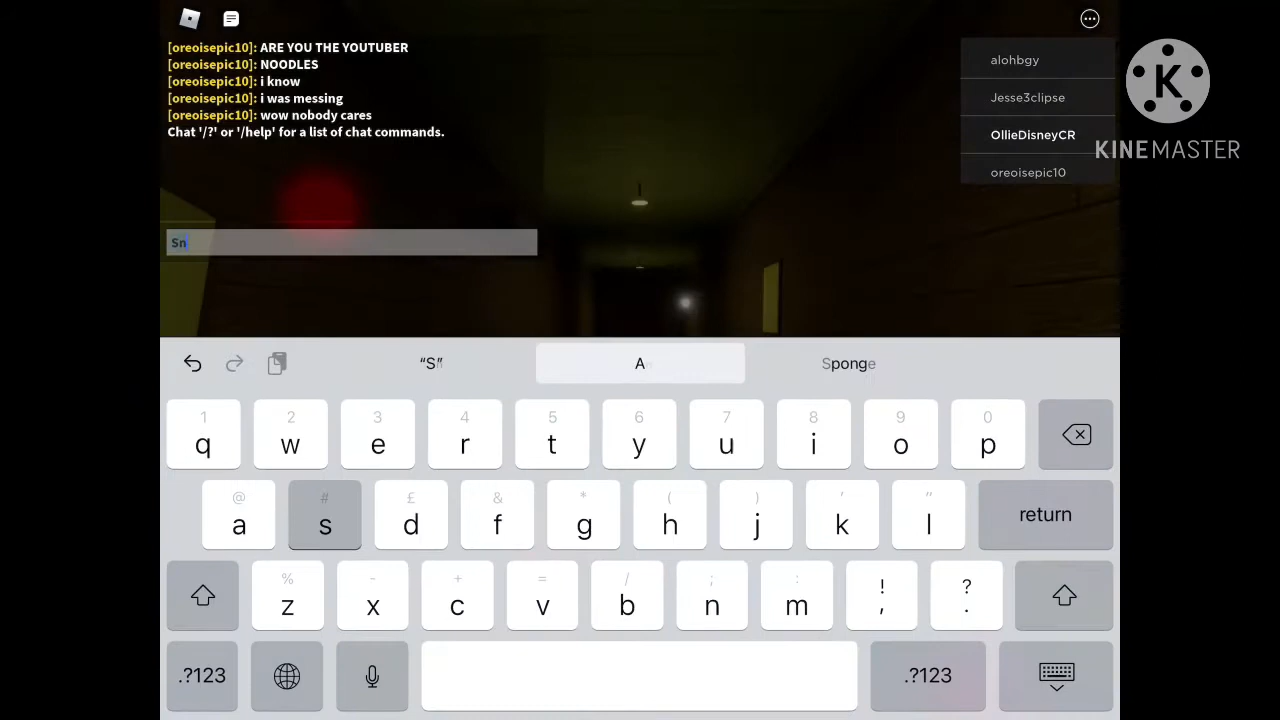 [oreoisepic10]: ARE YOU THE YOUTUBER
[oreoisepic10]: NOODLES
[oreoisepic10]: i know
[oreoisepic10]: i was messing
[oreoisepic10]: wow nobody cares
Chat '/?' or '/help' for a list of chat commands.
alohbgy
Jesse3clipse
OllieDisneyCR
oreoisepic10
K
KINEMASTER
Sn
“S” A Sponge
1 2 3 4 5 6 7 8 9 0
q w e r t y u i o p
@ # £ & * ( ) ' "
a s d f g h j k l return
% - + = / ; : ! ?
z x c v b n m , .
.?123 .?123